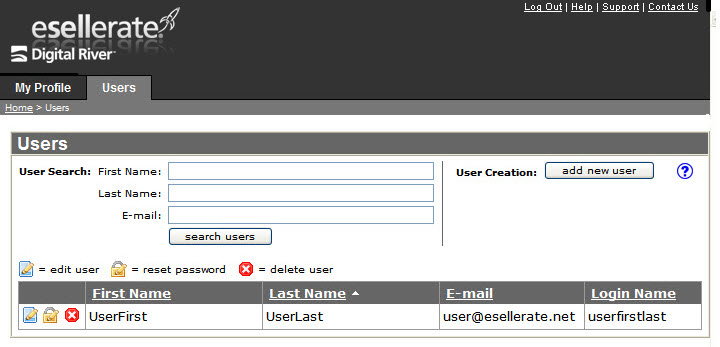 Log Out | Help | Support | Contact Us
esellerate.
Digital River
My Profile Users
Home > Users
Users
User Search: First Name:
Last Name:
E-mail:
search users
User Creation: add new user ?
= edit user = reset password = delete user
First Name Last Name E-mail Login Name
UserFirst UserLast user@esellerate.net userfirstlast